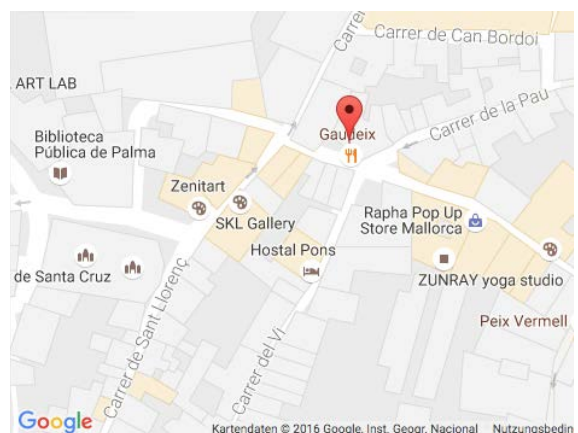 Carrer
Carrer de Can Bordoi
ART LAB
Carrer de la Pau
Gaudeix
Biblioteca
Pública de Palma
Zenitart
SKL Gallery
Rapha Pop Up
Store Mallorca
Hostal Pons
de Santa Cruz
ZUNRAY yoga studio
Carrer de Sant Llorenç
Carrer del Vi
Peix Vermell
Google
Kartendaten © 2016 Google, Inst. Geogr. Nacional
Nutzungsbedin